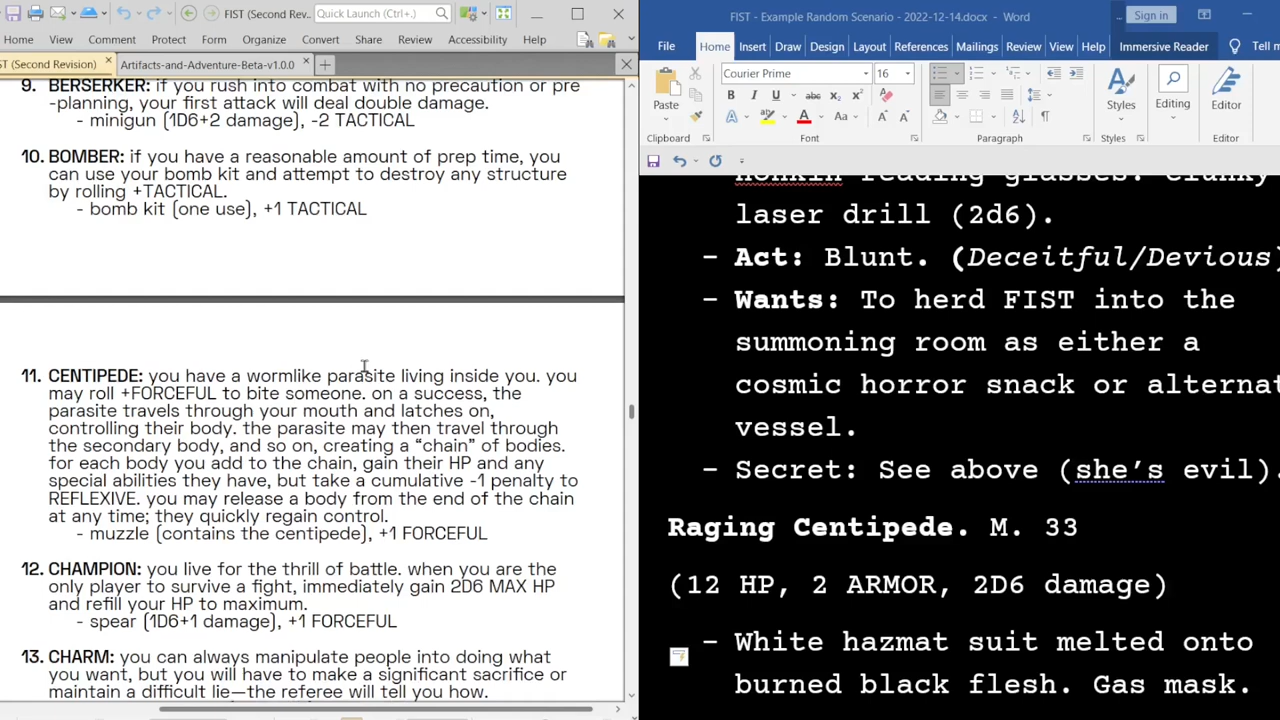 FIST (Second Rev...
Quick Launch (Ctrl+.)
View Comment Protect Form Organize Convert Share Review Accessibility Help
ST (Second Revision)
Artifacts-and-Adventure-Beta-v1.0.0
9. BERSERKER: if you rush into combat with no precaution or pre
-planning, your first attack will deal double damage.
- minigun (1D6+2 damage), -2 TACTICAL
10. BOMBER: if you have a reasonable amount of prep time, you
can use your bomb kit and attempt to destroy any structure
by rolling +TACTICAL.
- bomb kit (one use), +1 TACTICAL
11. CENTIPEDE: you have a wormlike parasite living inside you. you
may roll +FORCEFUL to bite someone. on a success, the
parasite travels through your mouth and latches on,
controlling their body. the parasite may then travel through
the secondary body, and so on, creating a “chain” of bodies.
for each body you add to the chain, gain their HP and any
special abilities they have, but take a cumulative -1 penalty to
REFLEXIVE. you may release a body from the end of the chain
at any time; they quickly regain control.
- muzzle (contains the centipede), +1 FORCEFUL
12. CHAMPION: you live for the thrill of battle. when you are the
only player to survive a fight, immediately gain 2D6 MAX HP
and refill your HP to maximum.
- spear (1D6+1 damage), +1 FORCEFUL
13. CHARM: you can always manipulate people into doing what
you want, but you will have to make a significant sacrifice or
maintain a difficult lie—the referee will tell you how.
FIST - Example Random Scenario - 2022-12-14.docx - Word
... Sign in
File Home Insert Draw Design Layout References Mailings Review View Help Immersive Reader Tell m
Courier Prime 16
Paste
Styles
Editing
Editor
Clipboard Font Paragraph Styles Editor
honkin reading glasses. Clunky
laser drill (2d6).
– Act: Blunt. (Deceitful/Devious)
– Wants: To herd FIST into the
summoning room as either a
cosmic horror snack or alternat
vessel.
– Secret: See above (she’s evil).
Raging Centipede. M. 33
(12 HP, 2 ARMOR, 2D6 damage)
– White hazmat suit melted onto
burned black flesh. Gas mask.